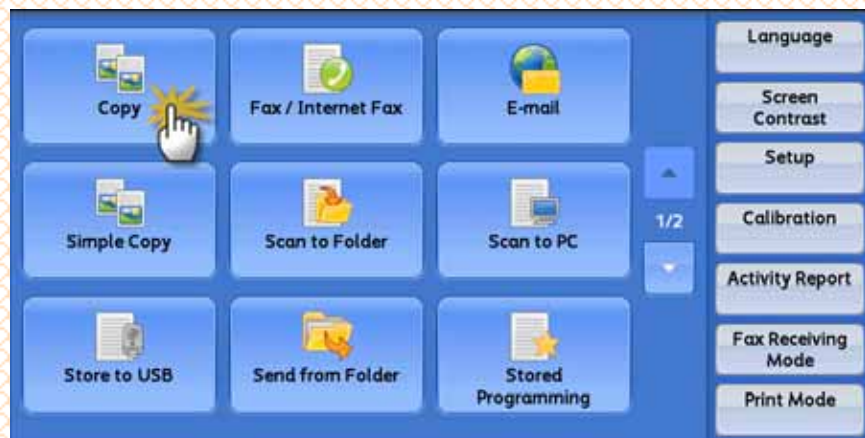 Copy
Fax / Internet Fax
E-mail
Simple Copy
Scan to Folder
Scan to PC
Store to USB
Send from Folder
Stored
Programming
1/2
Language
Screen
Contrast
Setup
Calibration
Activity Report
Fax Receiving
Mode
Print Mode